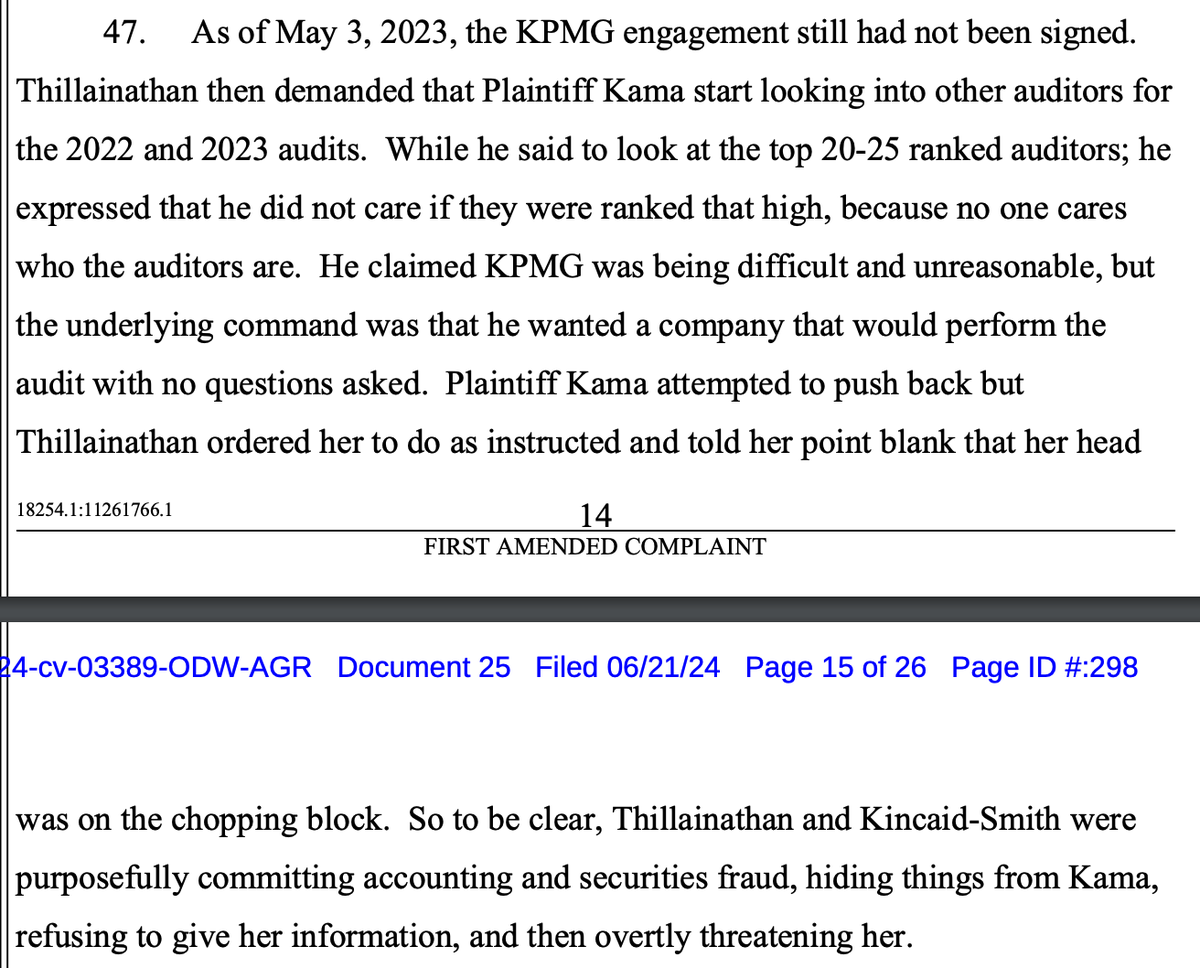 47. As of May 3, 2023, the KPMG engagement still had not been signed.
Thillainathan then demanded that Plaintiff Kama start looking into other auditors for
the 2022 and 2023 audits. While he said to look at the top 20-25 ranked auditors; he
expressed that he did not care if they were ranked that high, because no one cares
who the auditors are. He claimed KPMG was being difficult and unreasonable, but
the underlying command was that he wanted a company that would perform the
audit with no questions asked. Plaintiff Kama attempted to push back but
Thillainathan ordered her to do as instructed and told her point blank that her head
18254.1:11261766.1
14
FIRST AMENDED COMPLAINT
24-cv-03389-ODW-AGR Document 25 Filed 06/21/24 Page 15 of 26 Page ID #:298
was on the chopping block. So to be clear, Thillainathan and Kincaid-Smith were
purposefully committing accounting and securities fraud, hiding things from Kama,
refusing to give her information, and then overtly threatening her.